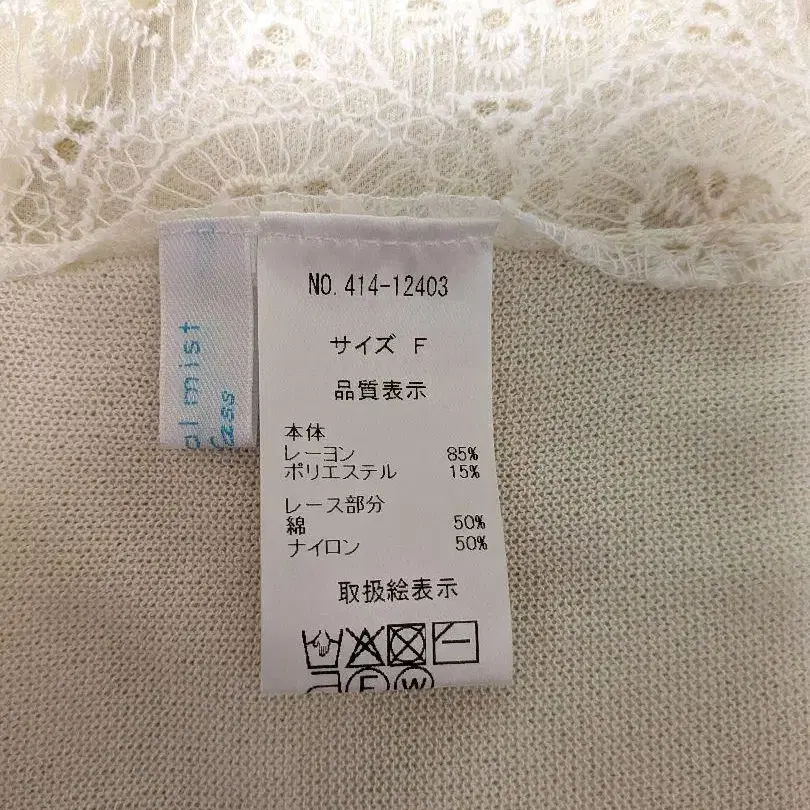 NO. 414-12403
サイズ F
品質表示
本体
レーヨン 85%
ポリエステル 15%
レース部分
綿 50%
ナイロン 50%
取扱絵表示
F W
mist